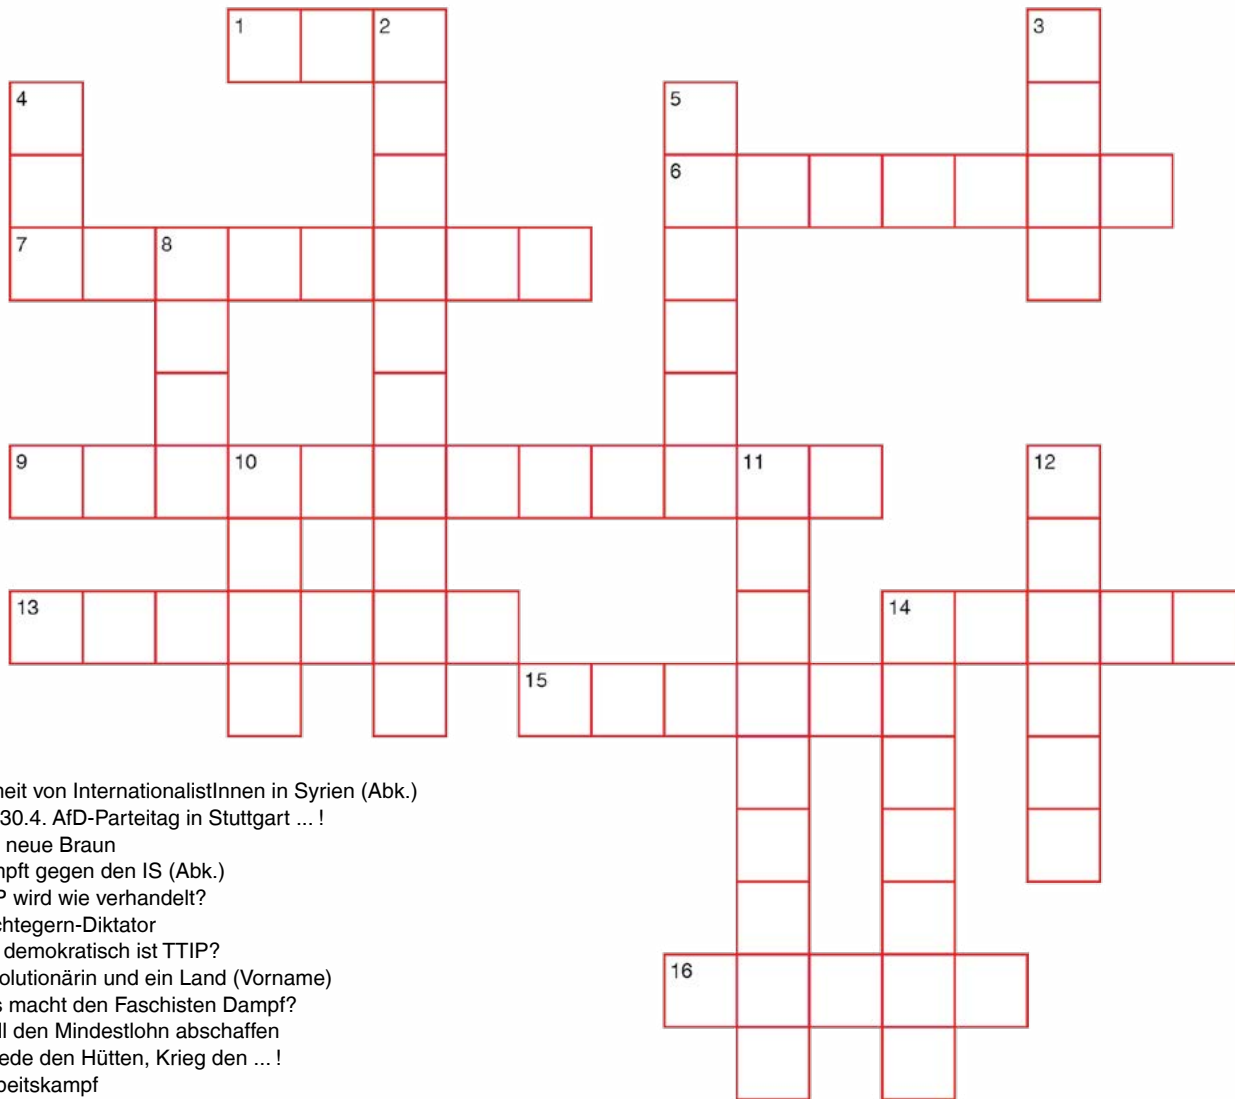 1
2
3
4
5
6
7
8
9
10
11
12
13
14
15
16
heit von InternationalistInnen in Syrien (Abk.)
30.4. AfD-Parteitag in Stuttgart ... !
neue Braun
npft gegen den IS (Abk.)
P wird wie verhandelt?
chtegern-Diktator
demokratisch ist TTIP?
olutionärin und ein Land (Vorname)
s macht den Faschisten Dampf?
ll den Mindestlohn abschaffen
ede den Hütten, Krieg den ... !
beitskampf